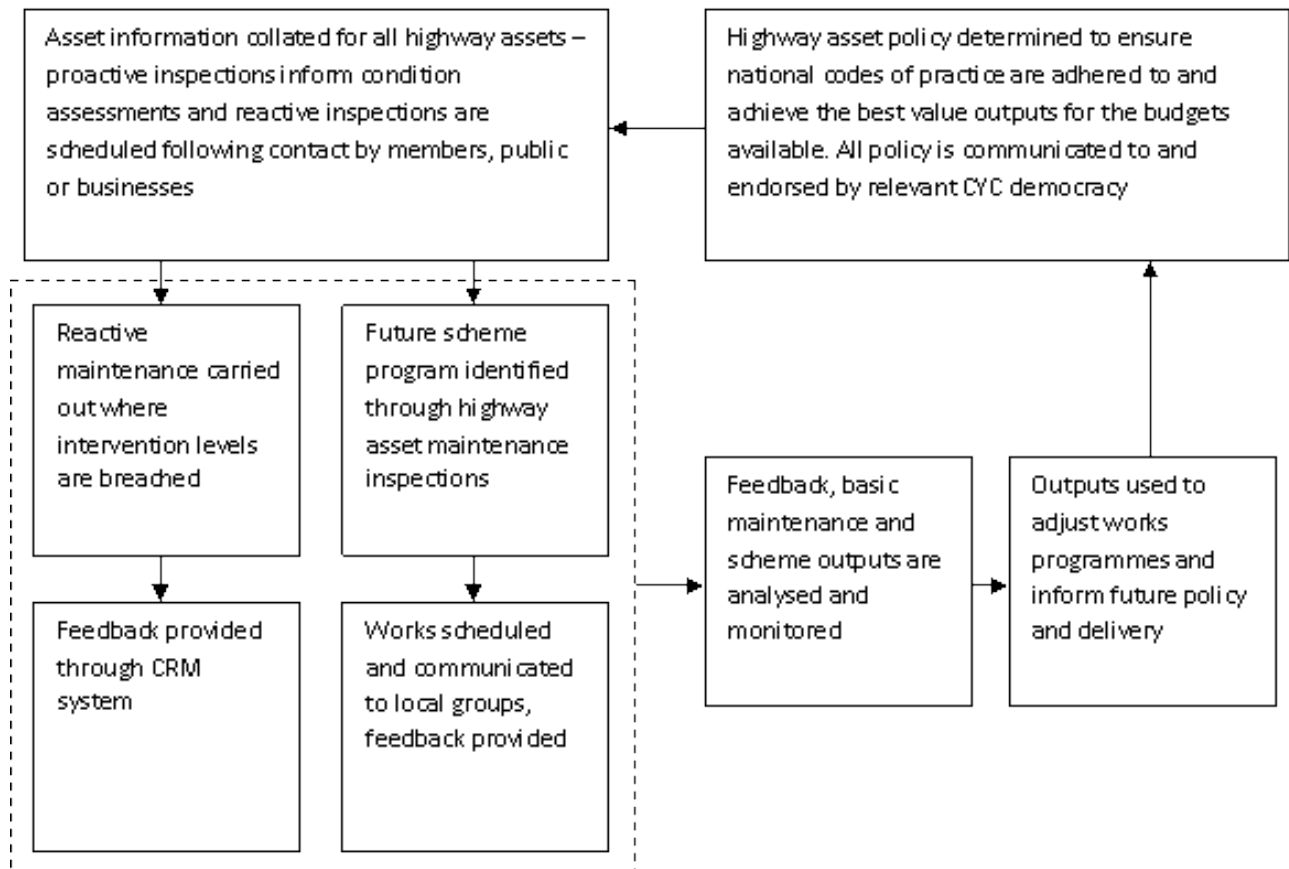 Asset information collated for all highway assets –
proactive inspections inform condition
assessments and reactive inspections are
scheduled following contact by members, public
or businesses
Highway asset policy determined to ensure
national codes of practice are adhered to and
achieve the best value outputs for the budgets
available. All policy is communicated to and
endorsed by relevant CYC democracy
Reactive
maintenance carried
out where
intervention levels
are breached
Future scheme
program identified
through highway
asset maintenance
inspections
Feedback, basic
maintenance and
scheme outputs are
analysed and
monitored
Outputs used to
adjust works
programmes and
inform future policy
and delivery
Feedback provided
through CRM
system
Works scheduled
and communicated
to local groups,
feedback provided